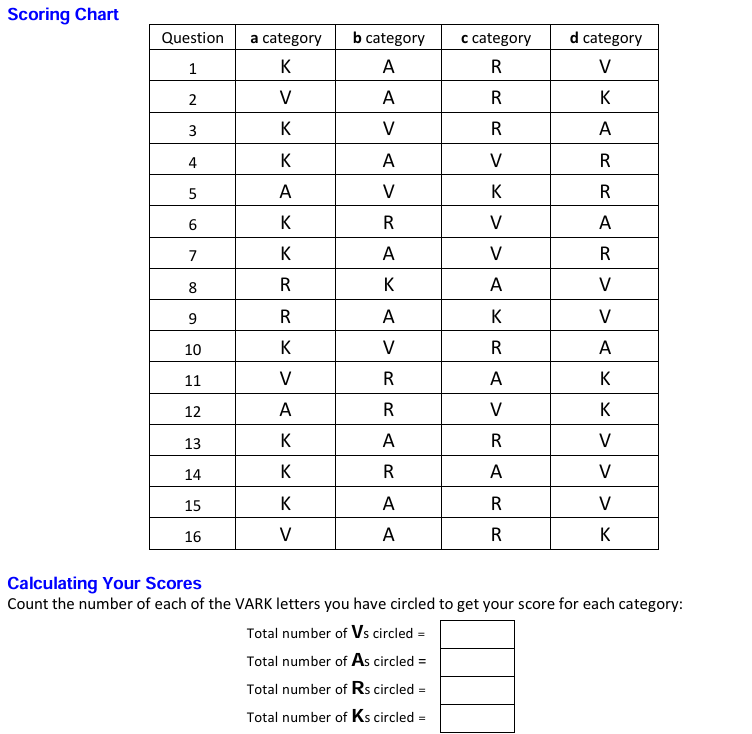 Scoring Chart
Question a category b category c category d category
1 K A R V
2 V A R K
3 K V R A
4 K A V R
5 A V K R
6 K R V A
7 K A V R
8 R K A V
9 R A K V
10 K V R A
11 V R A K
12 A R V K
13 K A R V
14 K R A V
15 K A R V
16 V A R K
Calculating Your Scores
Count the number of each of the VARK letters you have circled to get your score for each category:
Total number of Vs circled =
Total number of As circled =
Total number of Rs circled =
Total number of Ks circled =